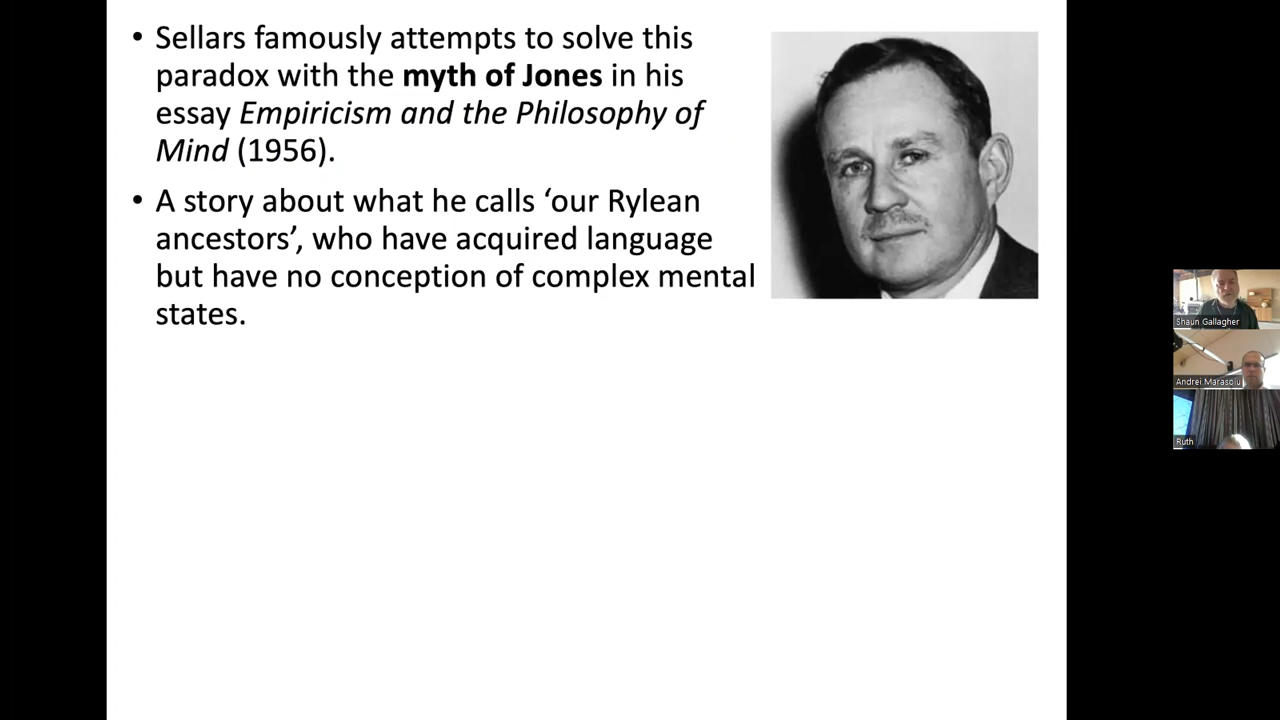 • Sellars famously attempts to solve this
paradox with the myth of Jones in his
essay Empiricism and the Philosophy of
Mind (1956).
• A story about what he calls ‘our Rylean
ancestors’, who have acquired language
but have no conception of complex mental
states.
Shaun Gallagher
Andrei Marasoiu
Ruth